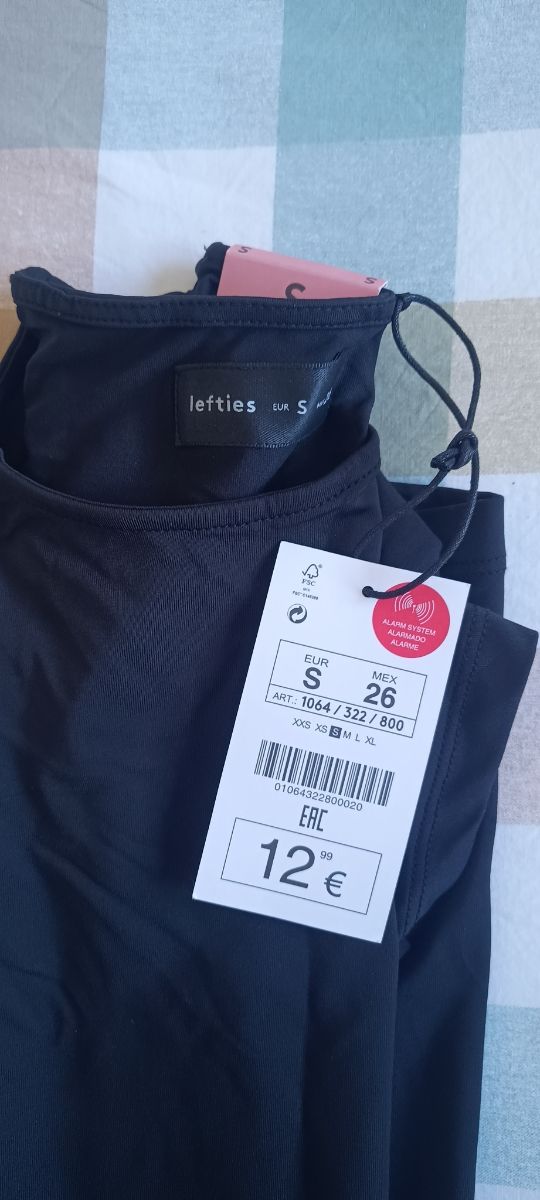 S
S
S
lefties EUR S
FSC
ALARM SYSTEM
ALARMADO
ALARME
EUR
S
MEX
26
ART.: 1064 / 322 / 800
XXS XS S M L XL
01064322800020
EAC
12 99 €